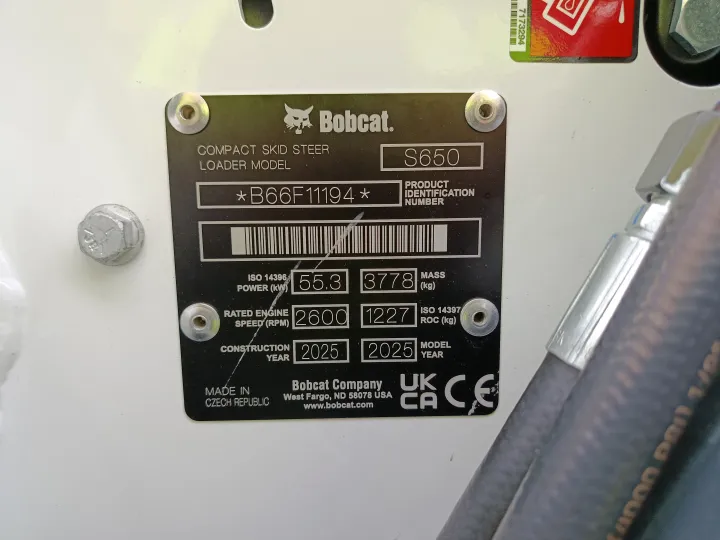 7173294
Bobcat.
COMPACT SKID STEER
LOADER MODEL
S650
*B66F11194*
PRODUCT
IDENTIFICATION
NUMBER
ISO 14396
POWER (kW)
55.3
3778
MASS
(kg)
RATED ENGINE
SPEED (RPM)
2600
1227
ISO 14397
ROC (kg)
CONSTRUCTION
YEAR
2025
2025
MODEL
YEAR
MADE IN
CZECH REPUBLIC
Bobcat Company
West Fargo, ND 58078 USA
www.bobcat.com
UK
CA
CE